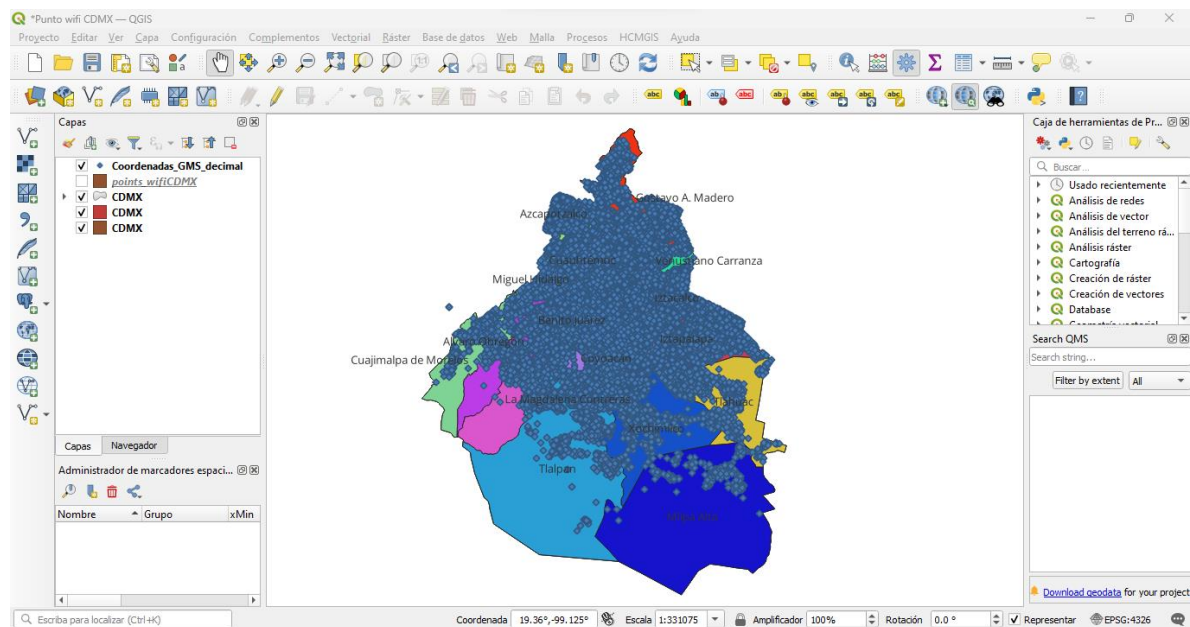 *Punto wifi CDMX — QGIS
Proyecto Editar Ver Capa Configuración Complementos Vectorial Ráster Base de datos Web Malla Procesos HCMGIS Ayuda
abc
ab
abc
abc
Capas
Coordenadas_GMS_decimal
points_wifiCDMX
CDMX
CDMX
CDMX
Capas Navegador
Administrador de marcadores espaci...
Nombre Grupo xMin
Gustavo A. Madero
Azcapotzalco
Cuauhtémoc
Venustiano Carranza
Miguel Hidalgo
Iztacalco
Benito Juárez
Álvaro Obregón
Iztapalapa
Cuajimalpa de Morelos
Coyoacán
La Magdalena Contreras
Tláhuac
Xochimilco
Tlalpan
Milpa Alta
Caja de herramientas de Pr...
Buscar...
Usado recientemente
Análisis de redes
Análisis de vector
Análisis del terreno rá...
Análisis ráster
Cartografía
Creación de ráster
Creación de vectores
Database
Search QMS
Search string...
Filter by extent All
Download geodata for your project
Escriba para localizar (Ctrl+K)
Coordenada 19.36°,-99.125° Escala 1:331075 Amplificador 100% Rotación 0.0 ° Representar EPSG:4326